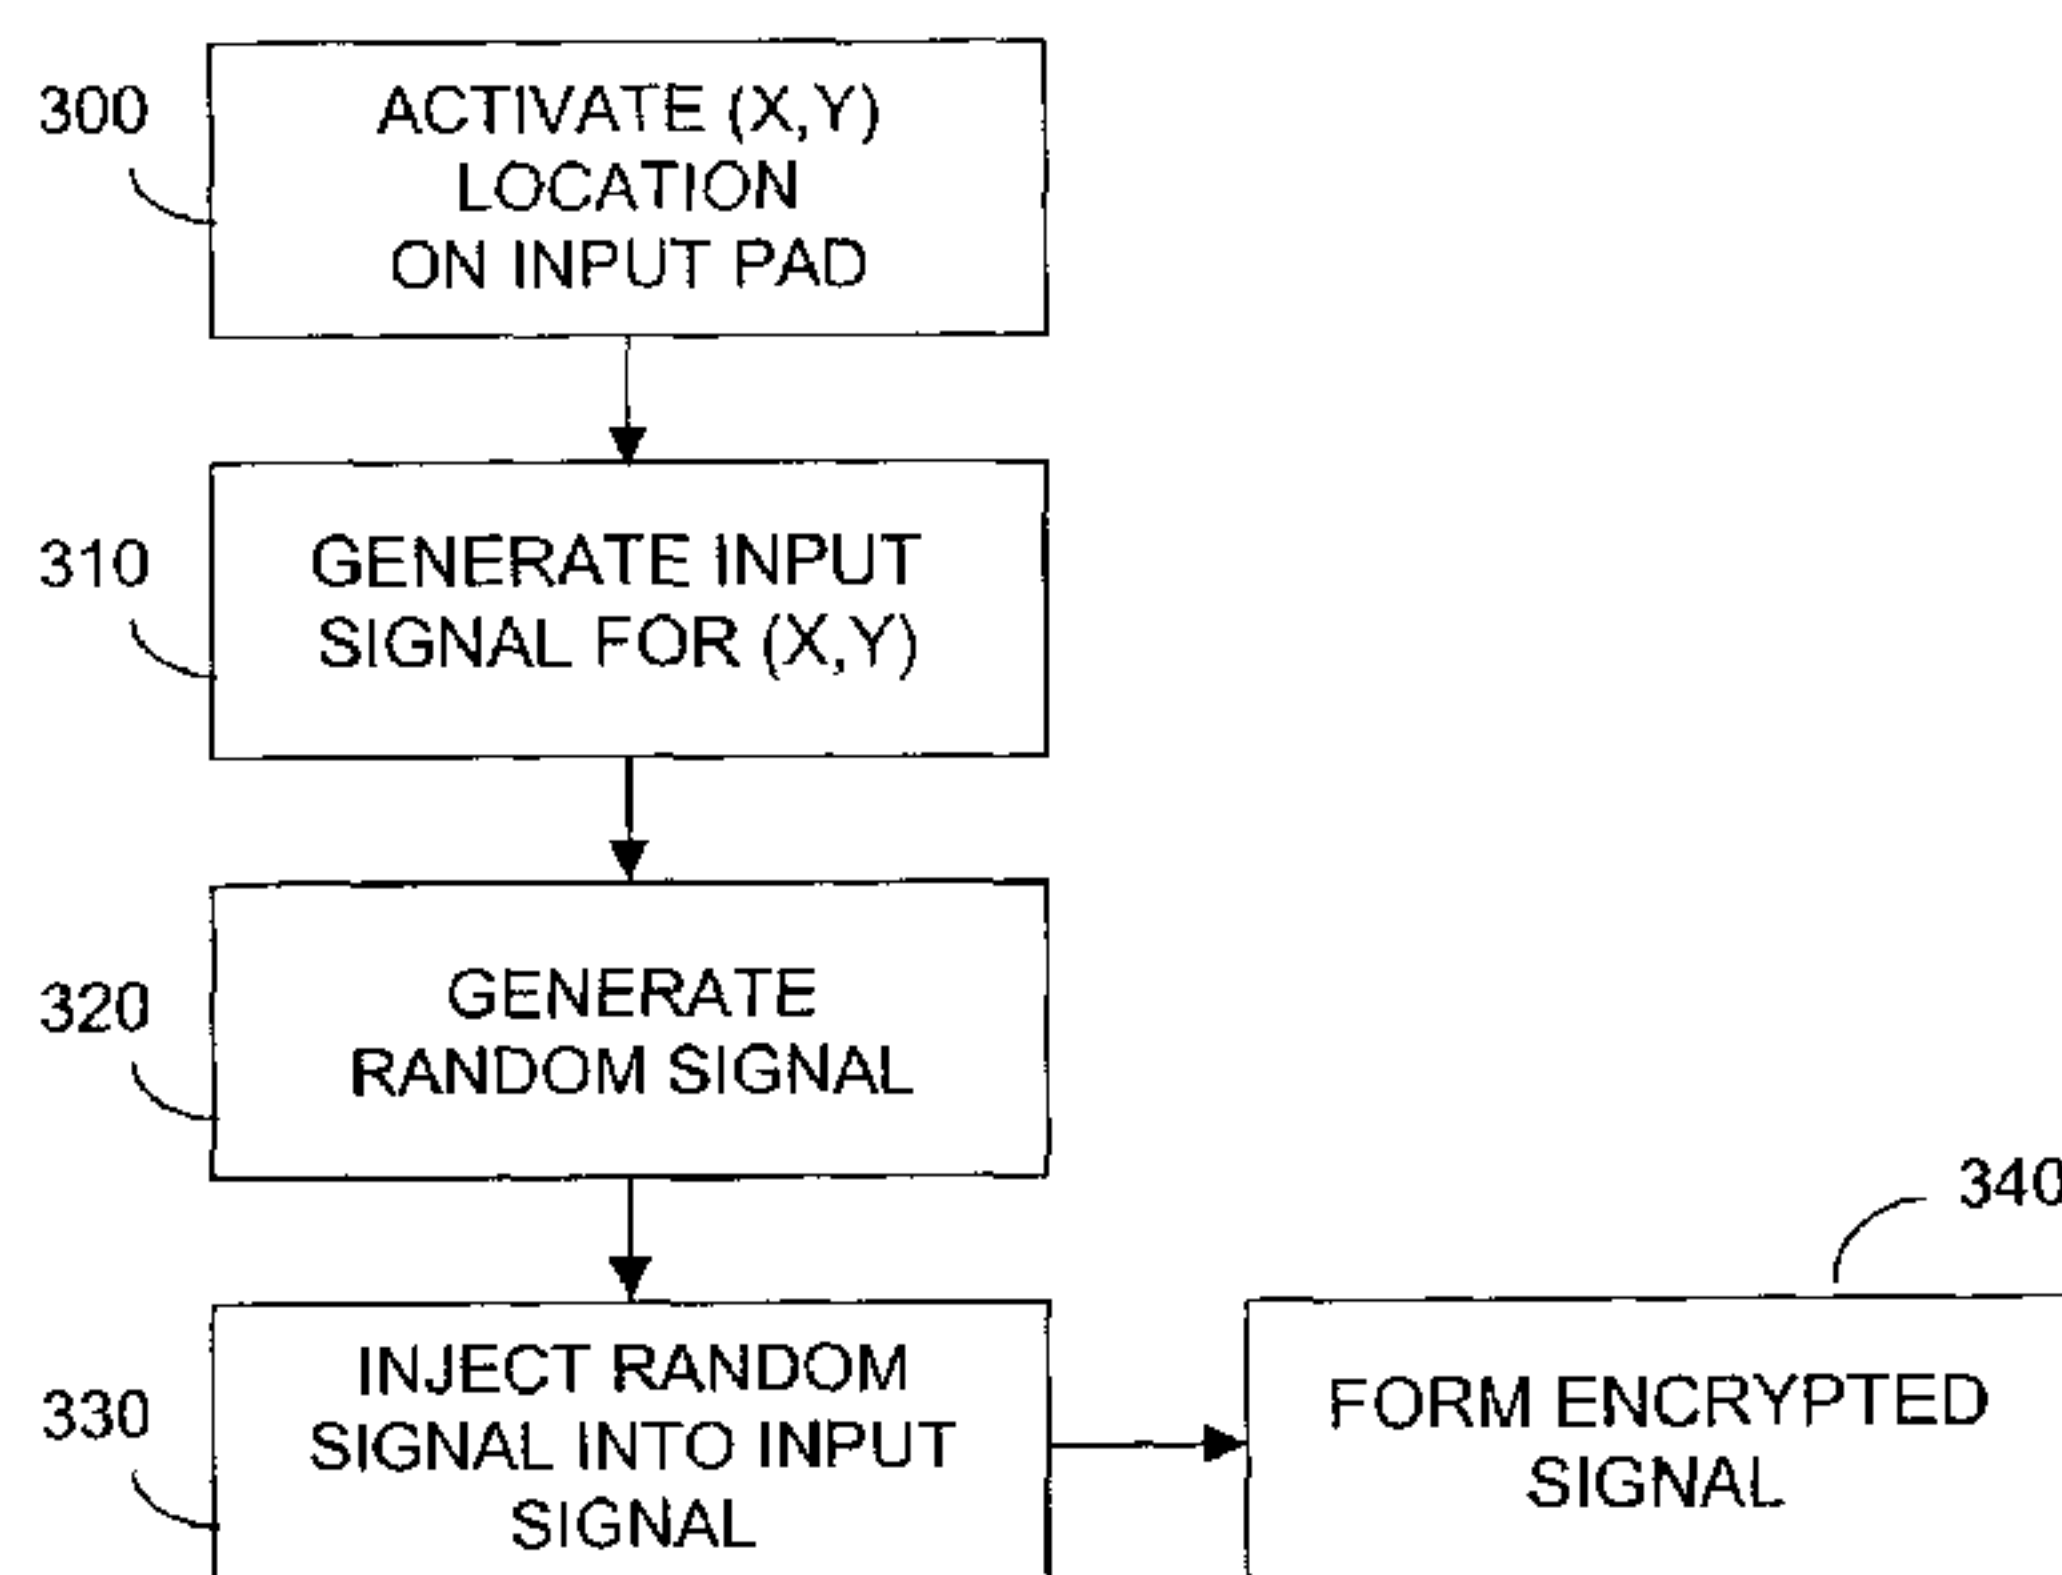 300
ACTIVATE (X,Y)
LOCATION
ON INPUT PAD
310
GENERATE INPUT
SIGNAL FOR (X,Y)
320
GENERATE
RANDOM SIGNAL
330
INJECT RANDOM
SIGNAL INTO INPUT
SIGNAL
340
FORM ENCRYPTED
SIGNAL